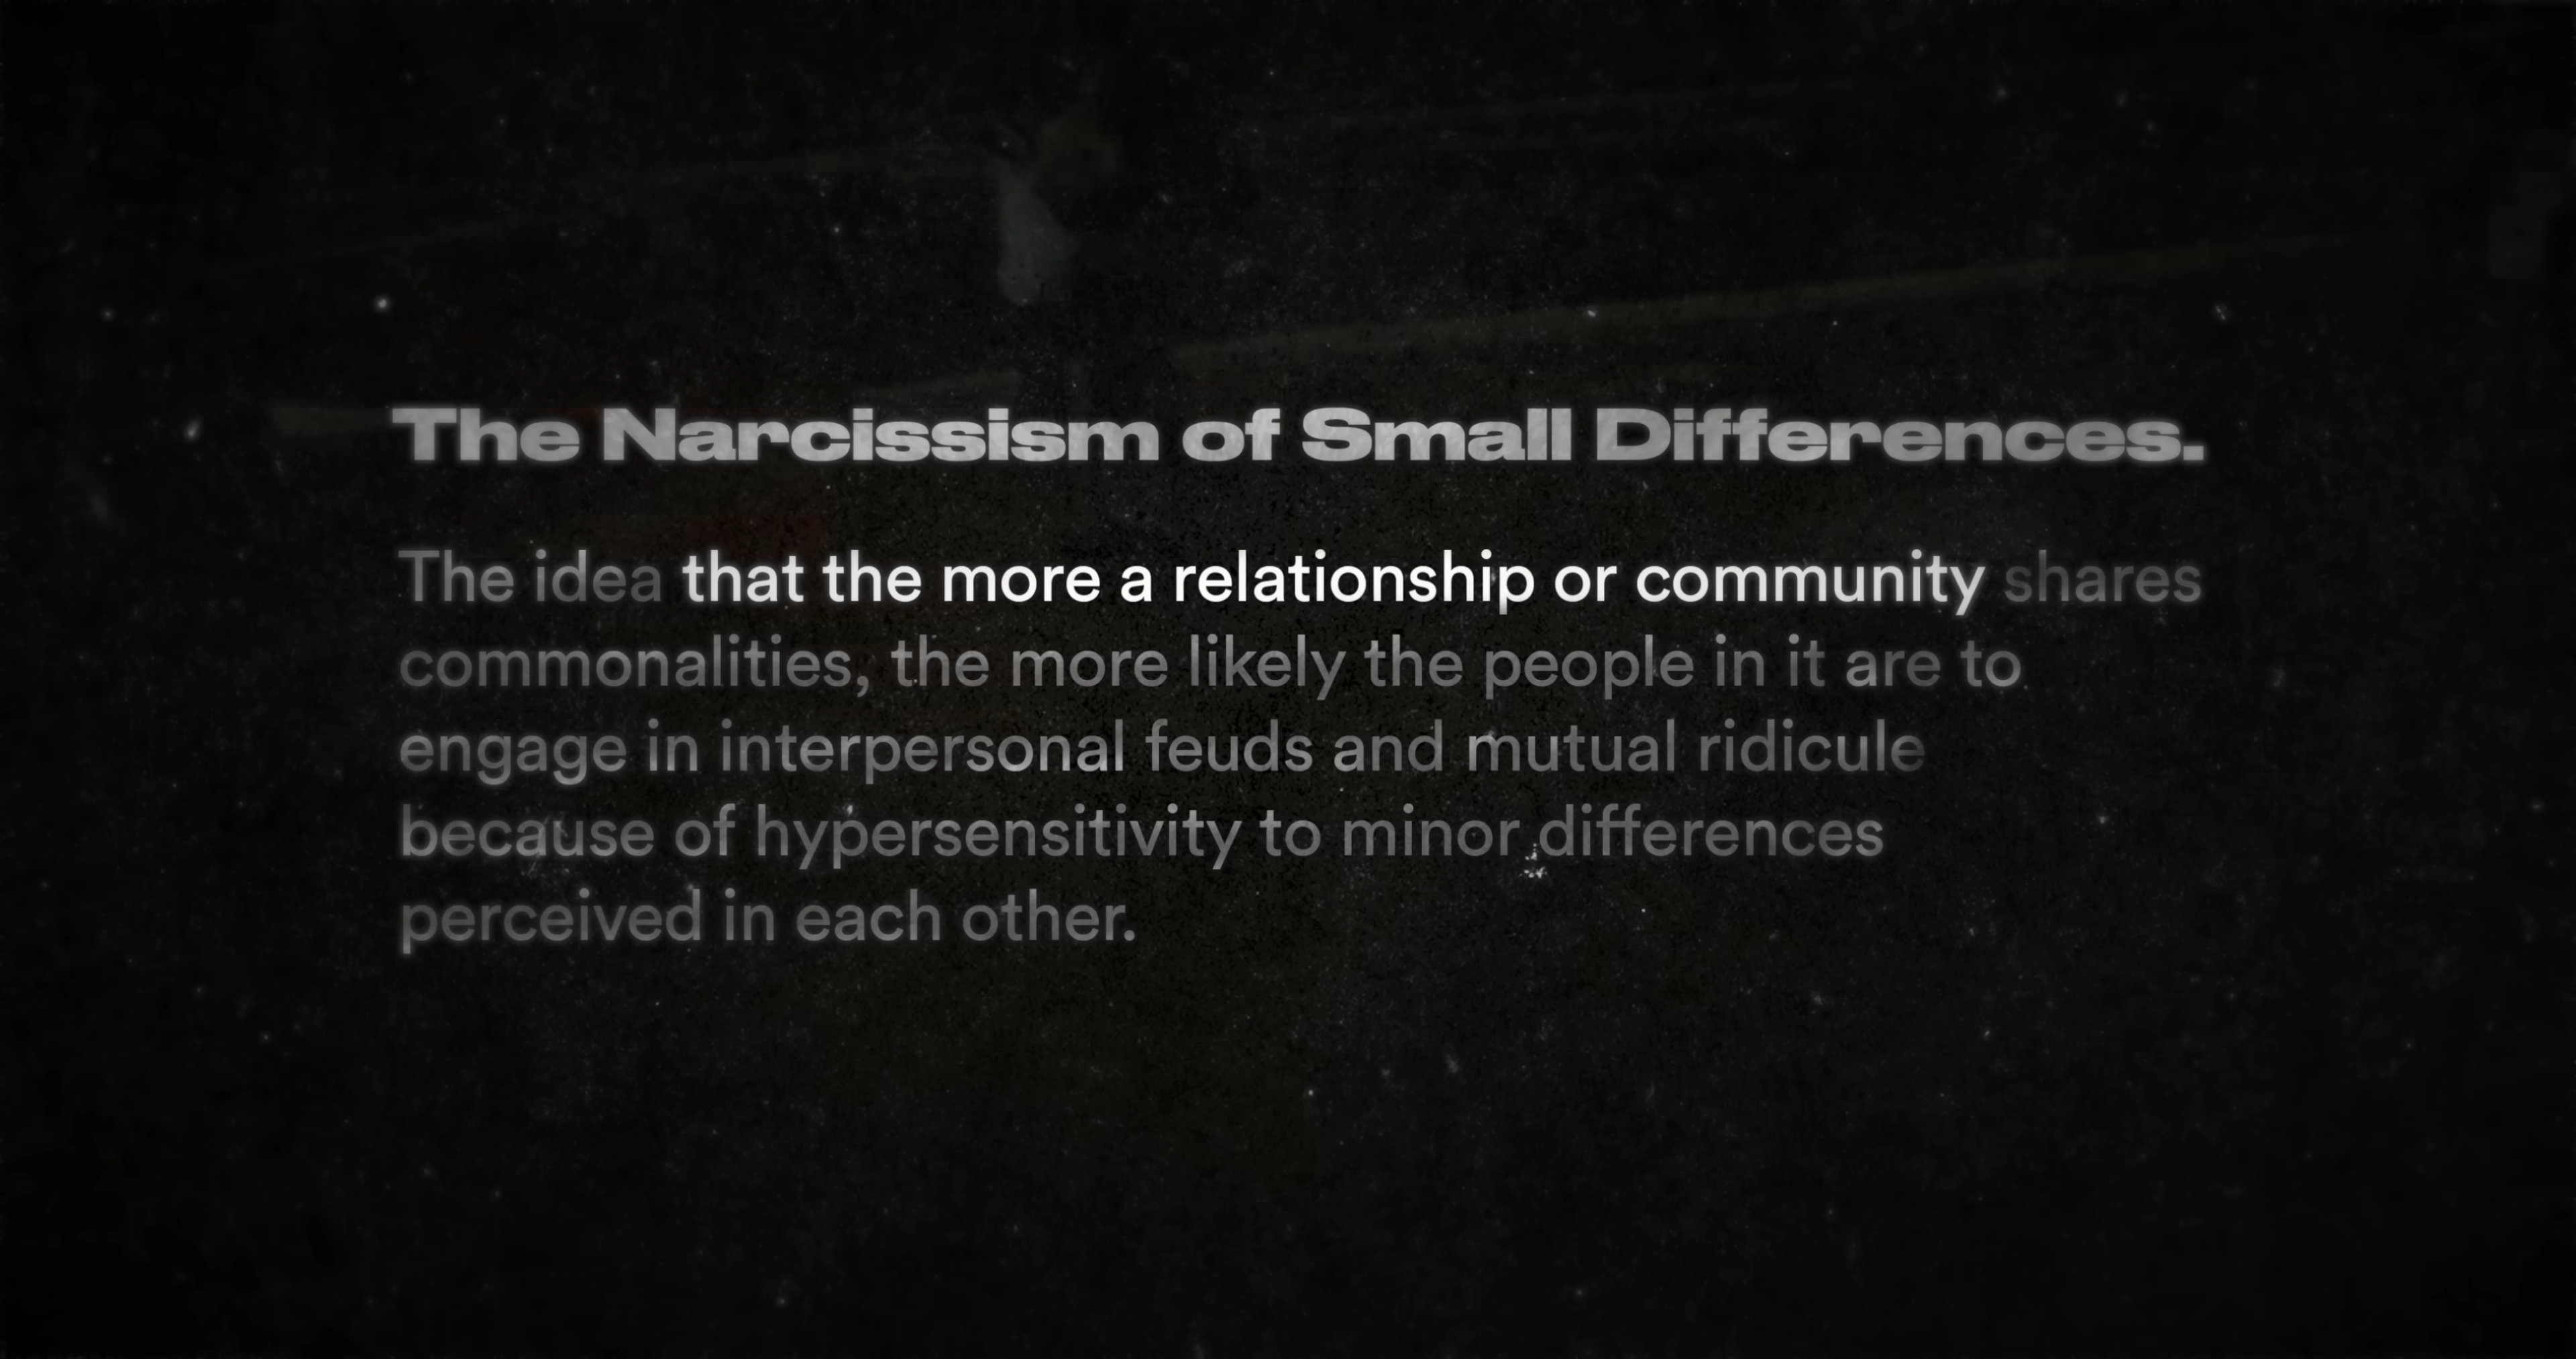 The Narcissism of Small Differences.
The idea that the more a relationship or community shares
commonalities, the more likely the people in it are to
engage in interpersonal feuds and mutual ridicule
because of hypersensitivity to minor differences
perceived in each other.